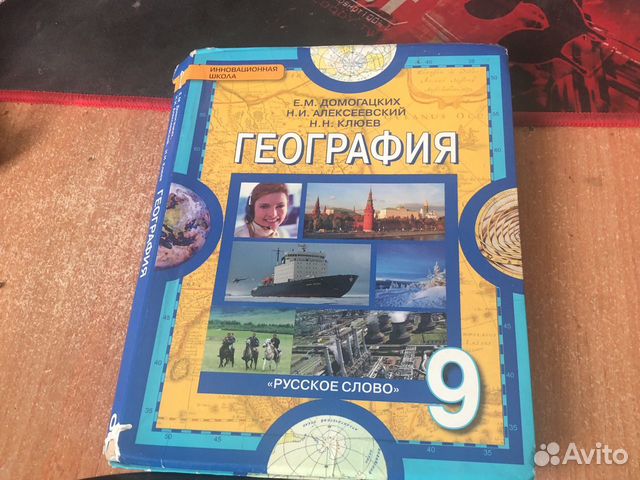 ИННОВАЦИОННАЯ
ШКОЛА
Е.М. ДОМОГАЦКИХ
Н.И. АЛЕКСЕЕВСКИЙ
Н.Н. КЛЮЕВ
ГЕОГРАФИЯ
ГЕОГРАФИЯ
«РУССКОЕ СЛОВО»
9
Avito